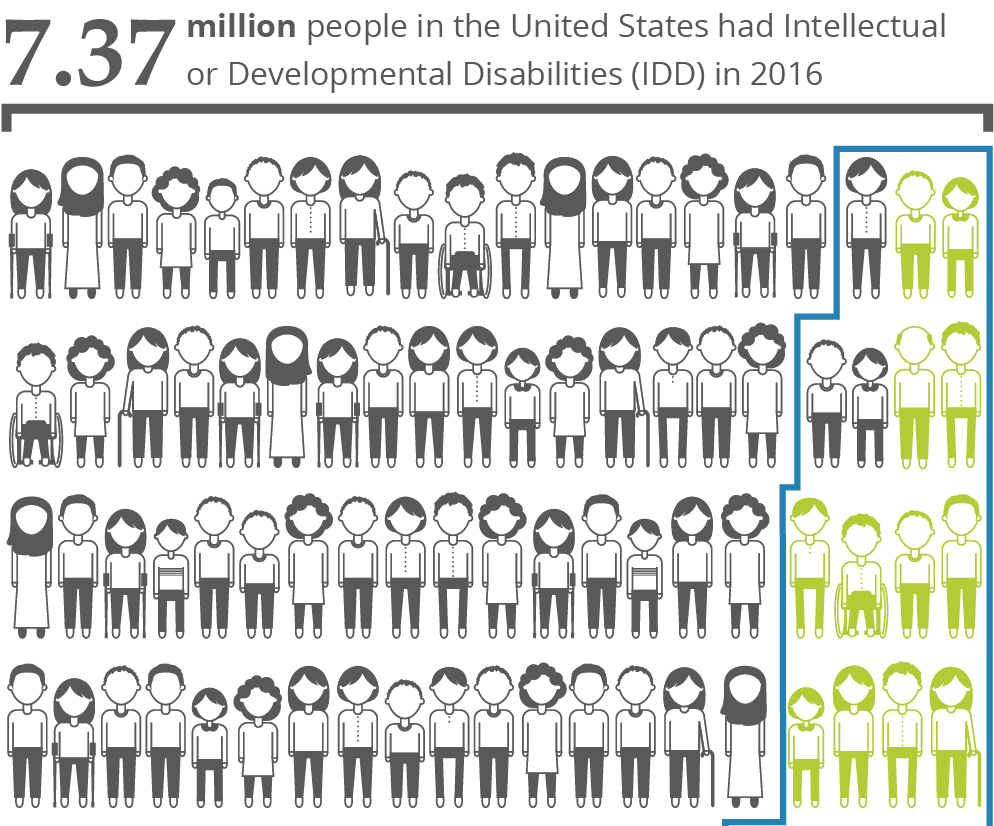 7.37 million people in the United States had Intellectual
or Developmental Disabilities (IDD) in 2016